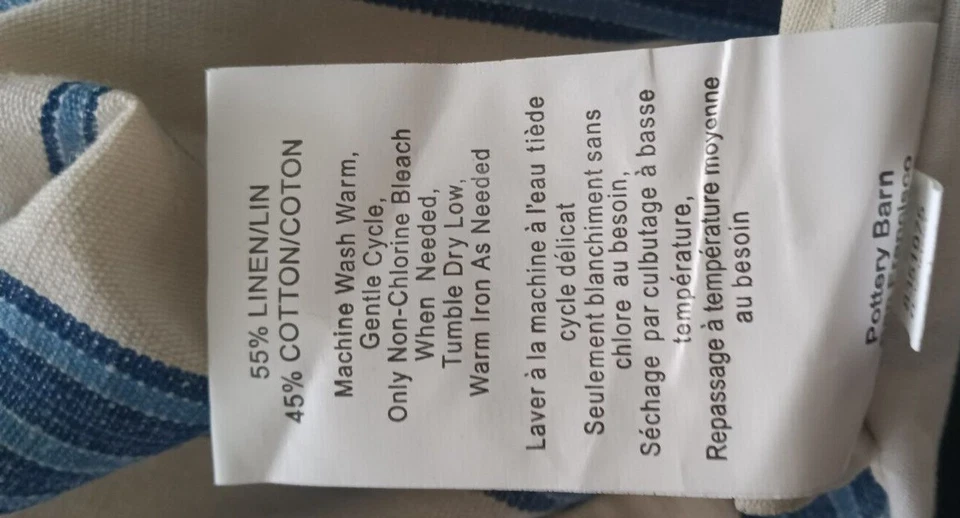 55% LINEN/LIN
45% COTTON/COTON
Machine Wash Warm,
Gentle Cycle,
Only Non-Chlorine Bleach
When Needed,
Tumble Dry Low,
Warm Iron As Needed
Laver à la machine à l'eau tiède
cycle délicat
Seulement blanchiment sans
chlore au besoin,
Séchage par culbutage à basse
température,
Repassage à température moyenne
au besoin
Pottery Barn